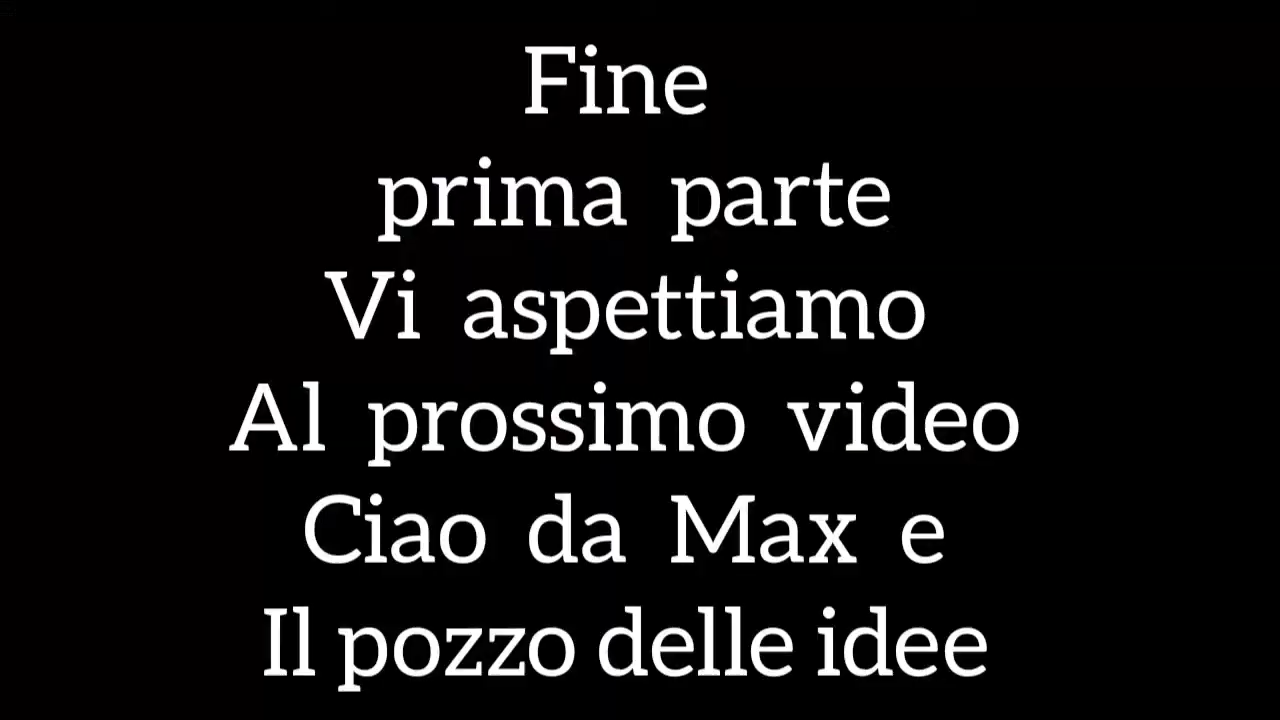 Fine
prima parte
Vi aspettiamo
Al prossimo video
Ciao da Max e
Il pozzo delle idee